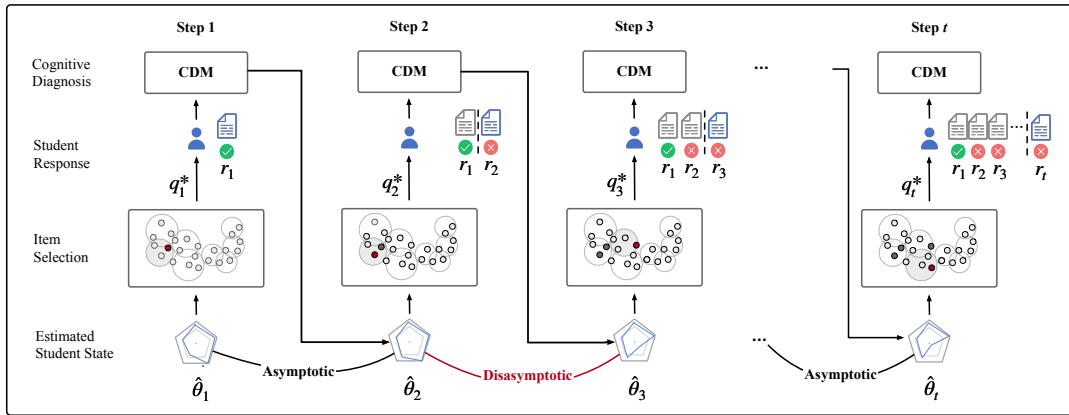 Step 1 Step 2 Step 3 Step t
Cognitive
Diagnosis
CDM CDM CDM ... CDM
Student
Response
r₁ r₁ r₂ r₁ r₂ r₃ r₁ r₂ r₃ ... rₜ
q₁* q₂* q₃* qₜ*
Item
Selection
Estimated
Student State
...
Asymptotic Disasymptotic Asymptotic
θ̂₁ θ̂₂ θ̂₃ θ̂ₜ